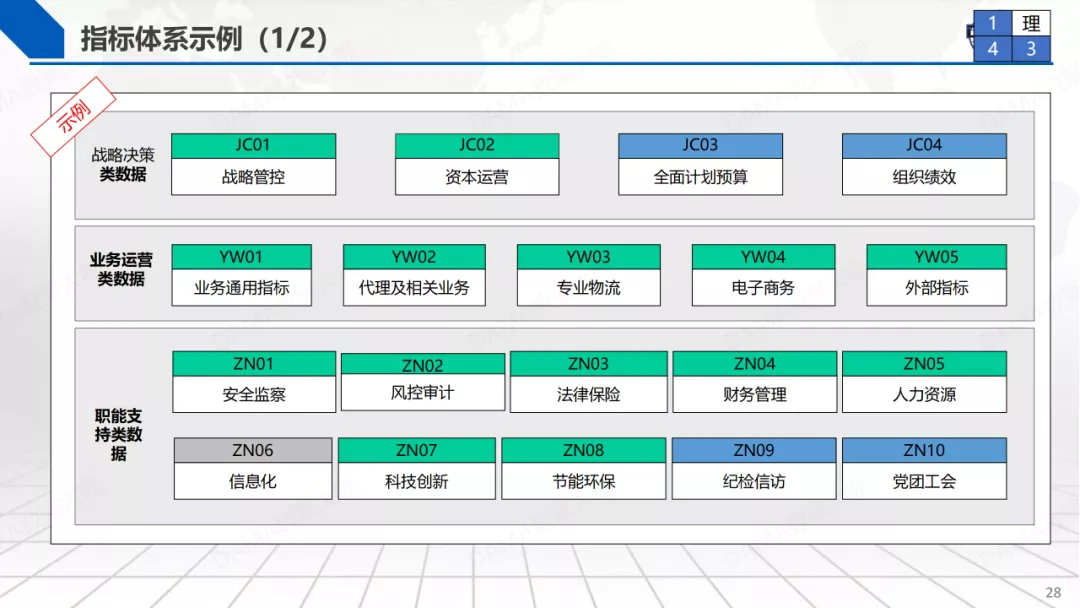 指标体系示例（1/2）
1 理
4 3
示例
战略决策
类数据
JC01 JC02 JC03 JC04
战略管控 资本运营 全面计划预算 组织绩效
业务运营
类数据
YW01 YW02 YW03 YW04 YW05
业务通用指标 代理及相关业务 专业物流 电子商务 外部指标
职能支
持类数
据
ZN01 ZN02 ZN03 ZN04 ZN05
安全监察 风控审计 法律保险 财务管理 人力资源
ZN06 ZN07 ZN08 ZN09 ZN10
信息化 科技创新 节能环保 纪检信访 党团工会
28